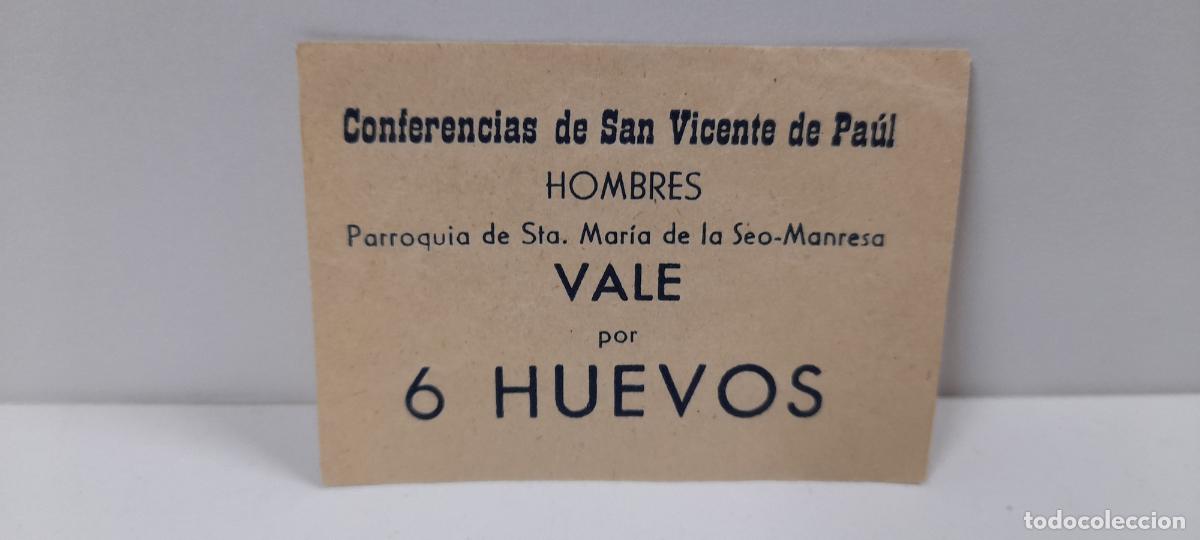 Conferencias de San Vicente de Paúl
HOMBRES
Parroquia de Sta. María de la Seo-Manresa
VALE
por
6 HUEVOS
todocoleccion